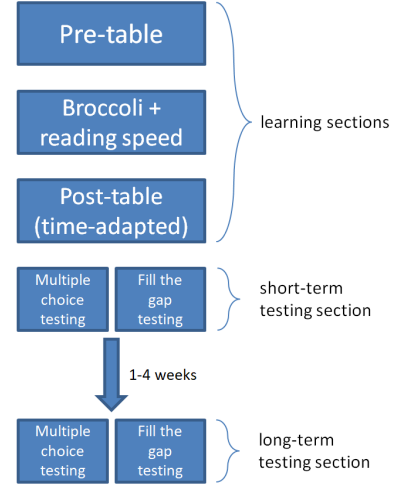 Pre-table
Broccoli +
reading speed
learning sections
Post-table
(time-adapted)
Multiple
choice
testing
Fill the
gap
testing
short-term
testing section
1-4 weeks
Multiple
choice
testing
Fill the
gap
testing
long-term
testing section